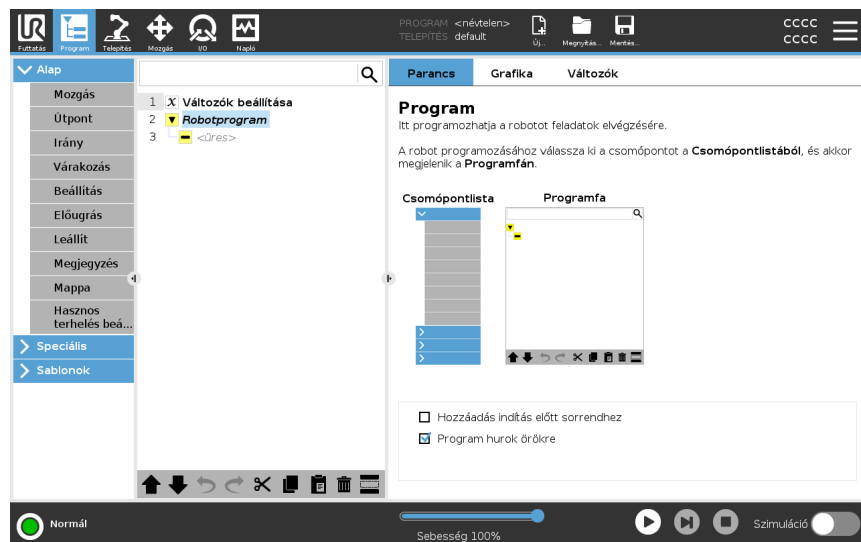 PROGRAM <névtelen>
TELEPÍTÉS default
Futtatás Program Telepítés Mozgás I/O Napló
Új... Megnyitás... Mentés...
CCCC
CCCC
Alap
Mozgás
Útpont
Irány
Várakozás
Beállítás
Előugrás
Leállít
Megjegyzés
Mappa
Hasznos
terhelés beá...
Speciális
Sablonok
1 X Változók beállítása
2 Robotprogram
3 <üres>
Parancs Grafika Változók
Program
Itt programozhatja a robotot feladatok elvégzésére.
A robot programozásához válassza ki a csomópontot a Csomópontlistából, és akkor
megjelenik a Programfán.
Csomópontlista Programfa
Hozzáadás indítás előtt sorrendhez
Program hurok örökre
Normál
Sebesség 100%
Szimuláció